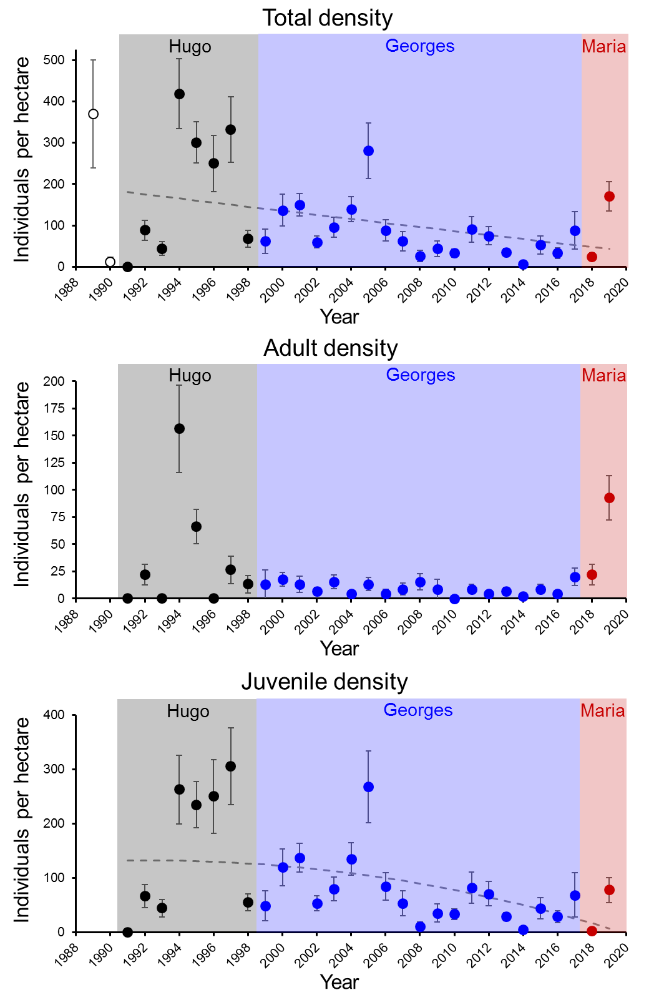 Total density
Hugo Georges Maria
Individuals per hectare
500
400
300
200
100
0
1988 1990 1992 1994 1996 1998 2000 2002 2004 2006 2008 2010 2012 2014 2016 2018 2020
Year
Adult density
Hugo Georges Maria
Individuals per hectare
200
175
150
125
100
75
50
25
0
1988 1990 1992 1994 1996 1998 2000 2002 2004 2006 2008 2010 2012 2014 2016 2018 2020
Year
Juvenile density
Hugo Georges Maria
Individuals per hectare
400
300
200
100
0
1988 1990 1992 1994 1996 1998 2000 2002 2004 2006 2008 2010 2012 2014 2016 2018 2020
Year